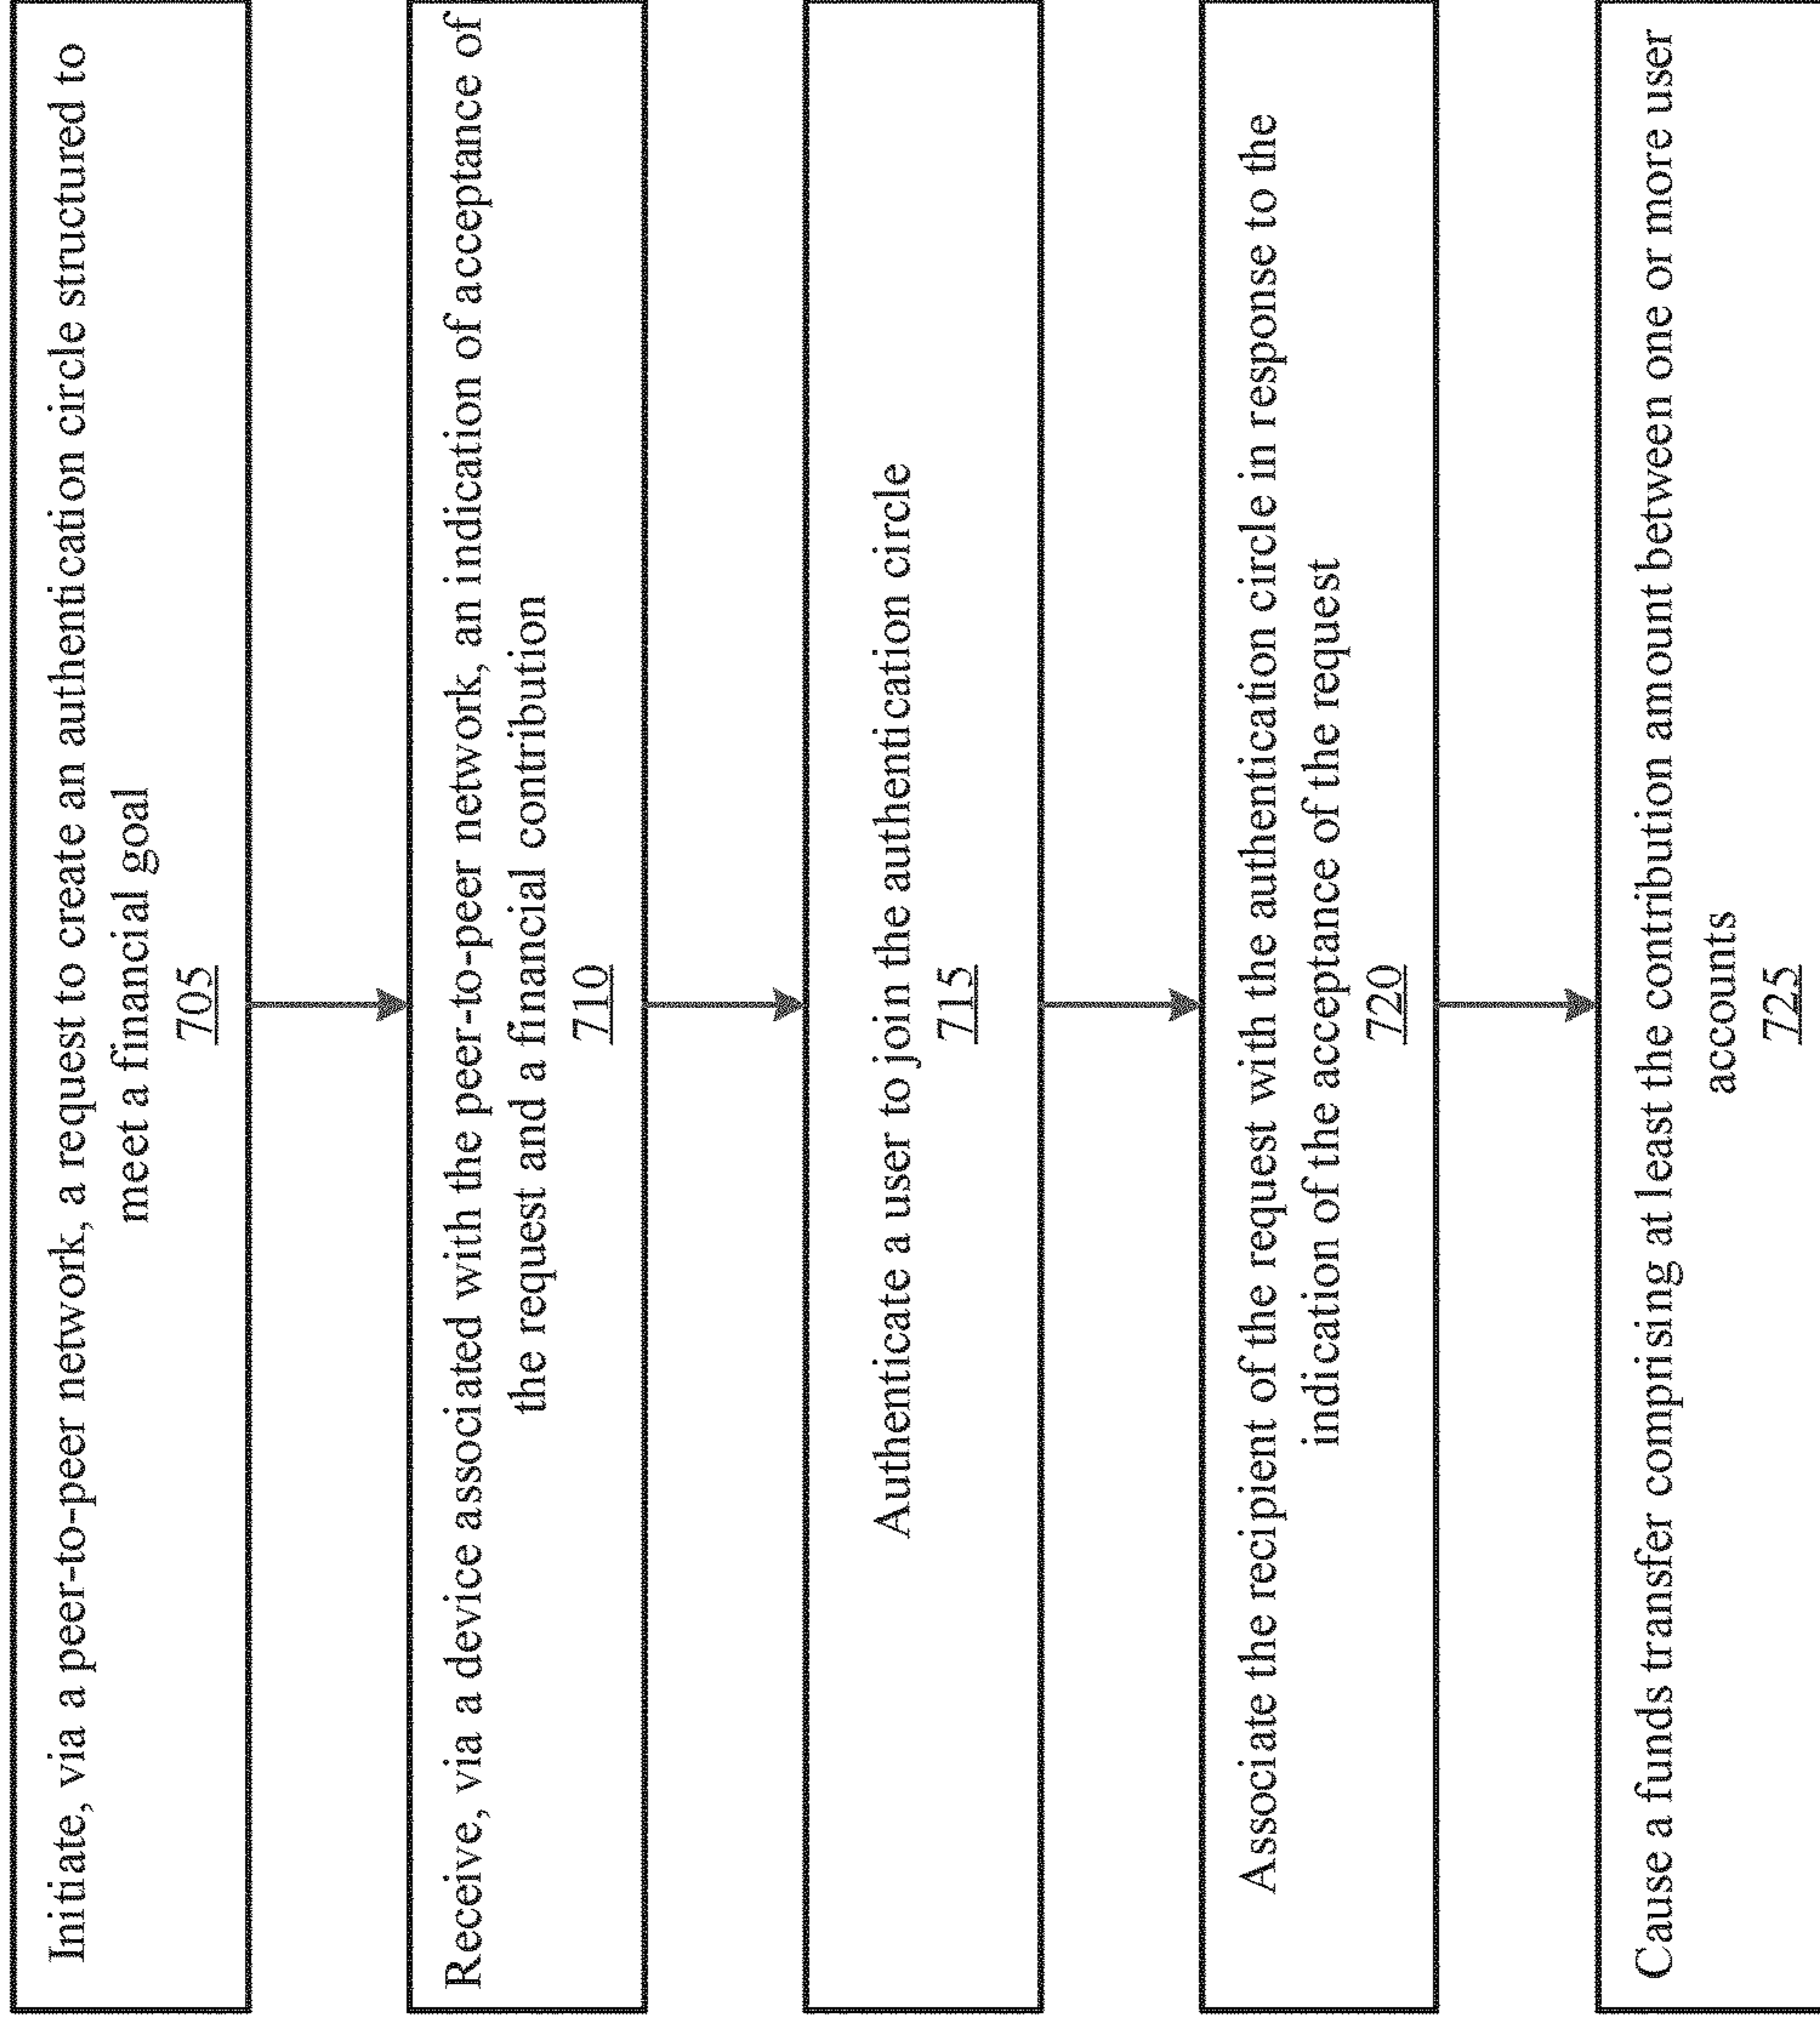 Initiate, via a peer-to-peer network, a request to create an authentication circle structured to
meet a financial goal
705
Receive, via a device associated with the peer-to-peer network, an indication of acceptance of
the request and a financial contribution
710
Authenticate a user to join the authentication circle
715
Associate the recipient of the request with the authentication circle in response to the
indication of the acceptance of the request
720
Cause a funds transfer comprising at least the contribution amount between one or more user
accounts
725